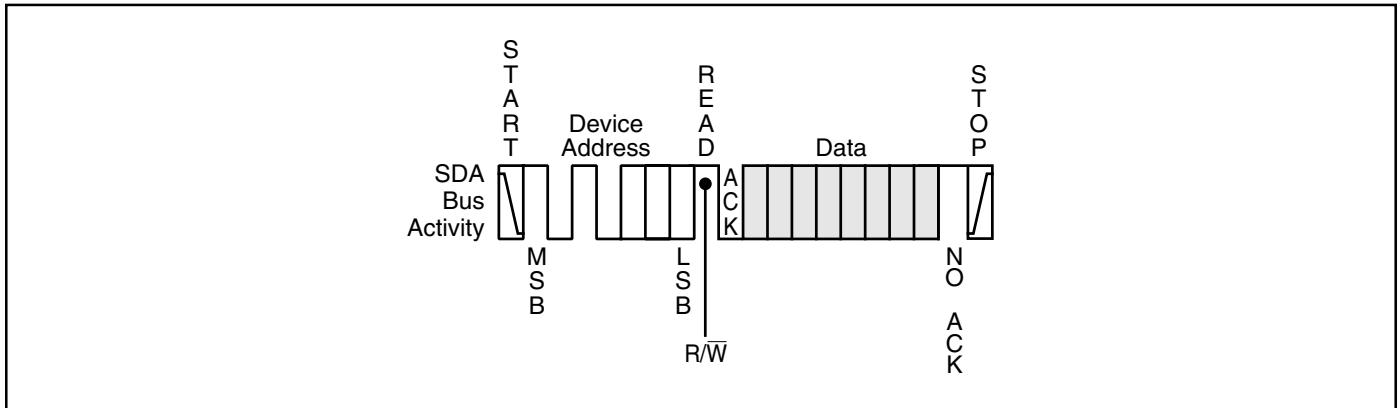 START
Device
Address
READ
Data
STOP
SDA
Bus
Activity
ACK
MSB
LSB
R/W̅
NO ACK